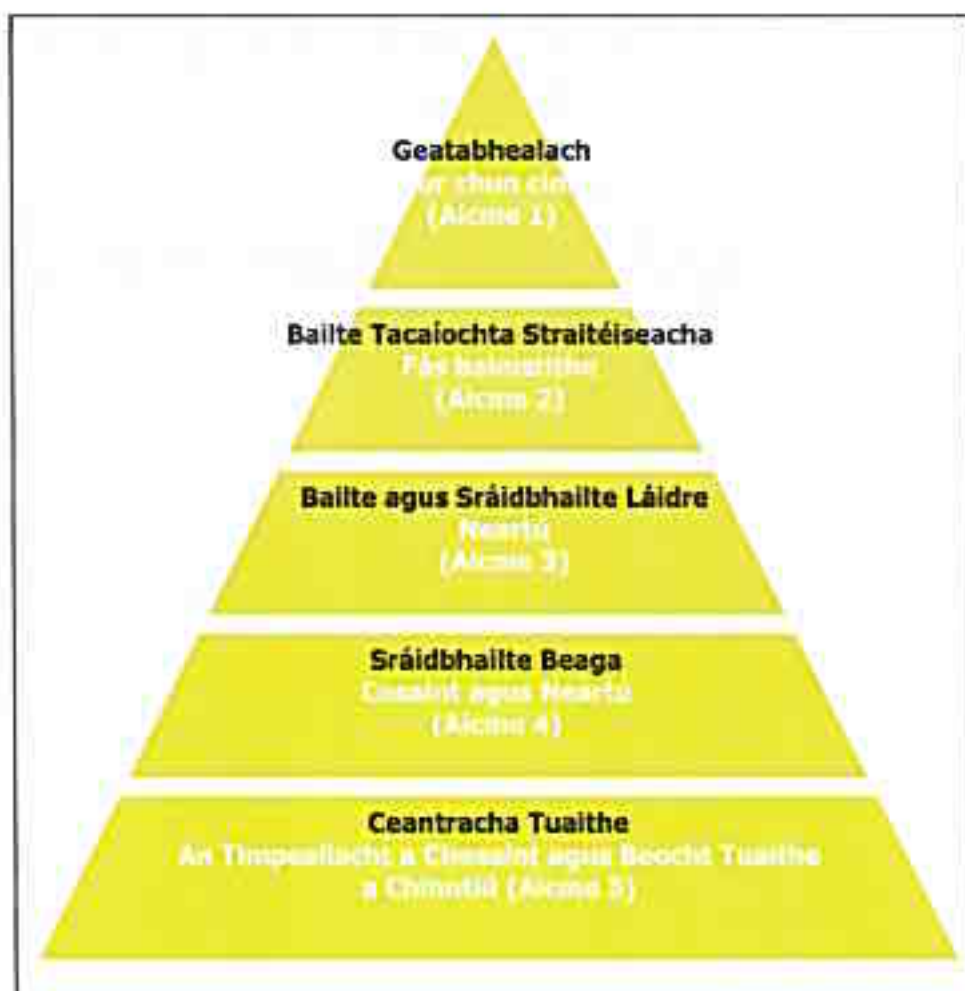 Geatabhealach
chun
(Aicme 1)
Bailte Tacaíochta Straitéiseacha
Fás
(Aicme 2)
Bailte agus Sráidbhailte Láidre
Neartú
(Aicme 3)
Sráidbhailte Beaga
Cosaint agus Neartú
(Aicme 4)
Ceantracha Tuaithe
An Timpeallacht a Chosaint agus Beocht Tuaithe
a Chinntiú (Aicme 5)